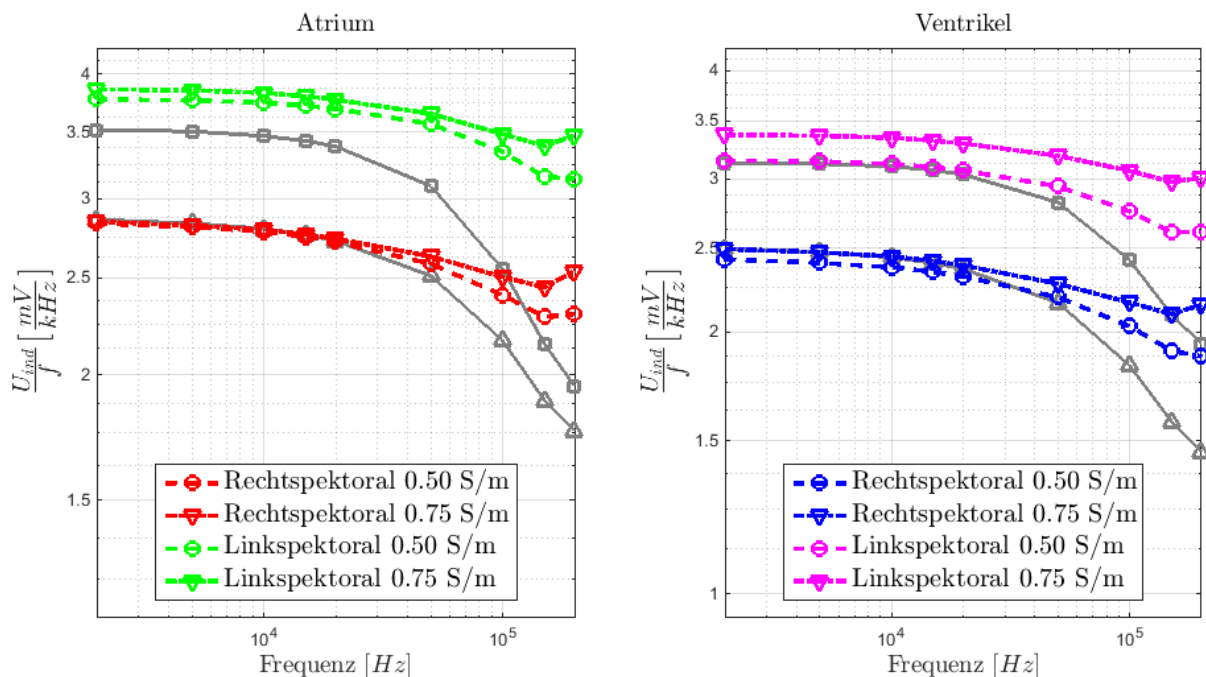 Atrium
4
3.5
3
2.5
2
1.5
U_ind/f [mV/kHz]
10^4
10^5
Frequenz [Hz]
Rechtspektoral 0.50 S/m
Rechtspektoral 0.75 S/m
Linkspektoral 0.50 S/m
Linkspektoral 0.75 S/m
Ventrikel
4
3.5
3
2.5
2
1.5
1
U_ind/f [mV/kHz]
10^4
10^5
Frequenz [Hz]
Rechtspektoral 0.50 S/m
Rechtspektoral 0.75 S/m
Linkspektoral 0.50 S/m
Linkspektoral 0.75 S/m